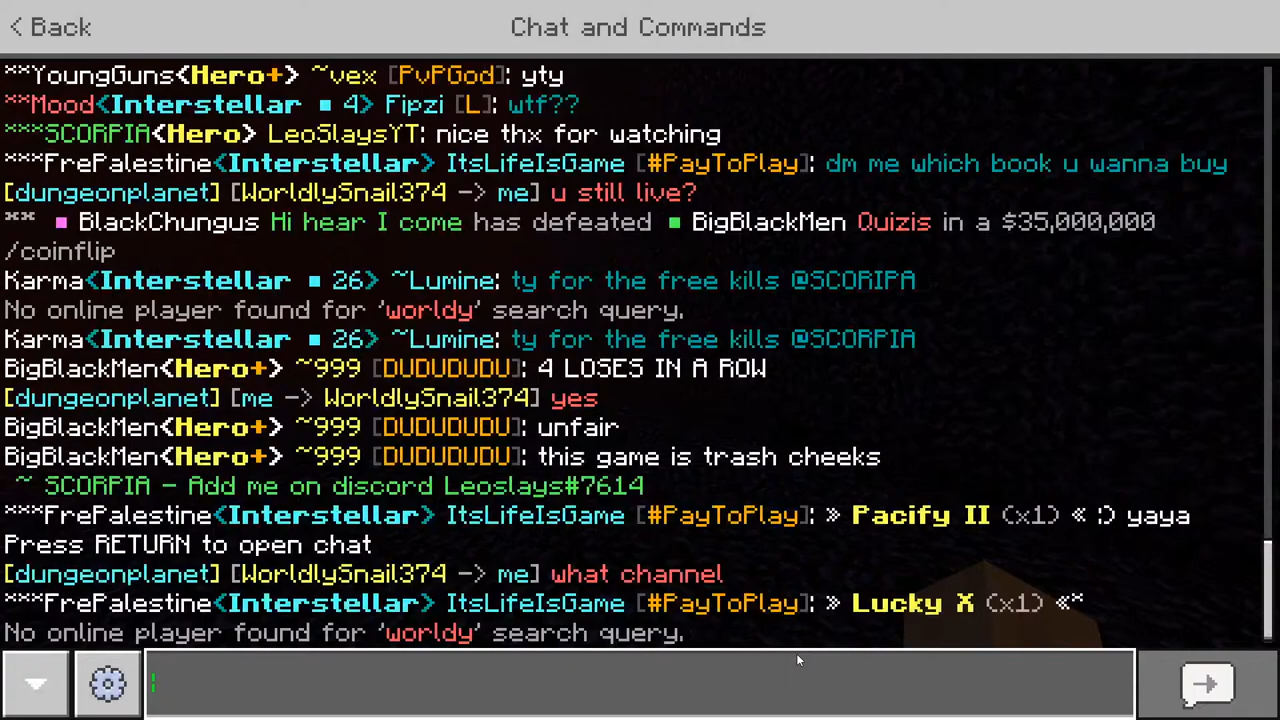 < Back
Chat and Commands
**YoungGuns<Hero+> ~vex [PvPGod]: yty
**Mood<Interstellar ▪ 4> Fipzi [L]: wtf??
***SCORPIA<Hero> LeoSlaysYT: nice thx for watching
***FrePalestine<Interstellar> ItsLifeIsGame [#PayToPlay]: dm me which book u wanna buy
[dungeonplanet] [WorldlySnail374 -> me] u still live?
** ▪ BlackChungus Hi hear I come has defeated ▪ BigBlackMen Quizis in a $35,000,000
/coinflip
Karma<Interstellar ▪ 26> ~Lumine: ty for the free kills @SCORIPA
No online player found for 'worldy' search query.
Karma<Interstellar ▪ 26> ~Lumine: ty for the free kills @SCORPIA
BigBlackMen<Hero+> ~999 [DUDUDUDU]: 4 LOSES IN A ROW
[dungeonplanet] [me -> WorldlySnail374] yes
BigBlackMen<Hero+> ~999 [DUDUDUDU]: unfair
BigBlackMen<Hero+> ~999 [DUDUDUDU]: this game is trash cheeks
~ SCORPIA - Add me on discord Leoslays#7614
***FrePalestine<Interstellar> ItsLifeIsGame [#PayToPlay]: » Pacify II (x1) « :) yaya
Press RETURN to open chat
[dungeonplanet] [WorldlySnail374 -> me] what channel
***FrePalestine<Interstellar> ItsLifeIsGame [#PayToPlay]: » Lucky X (x1) «~
No online player found for 'worldy' search query.